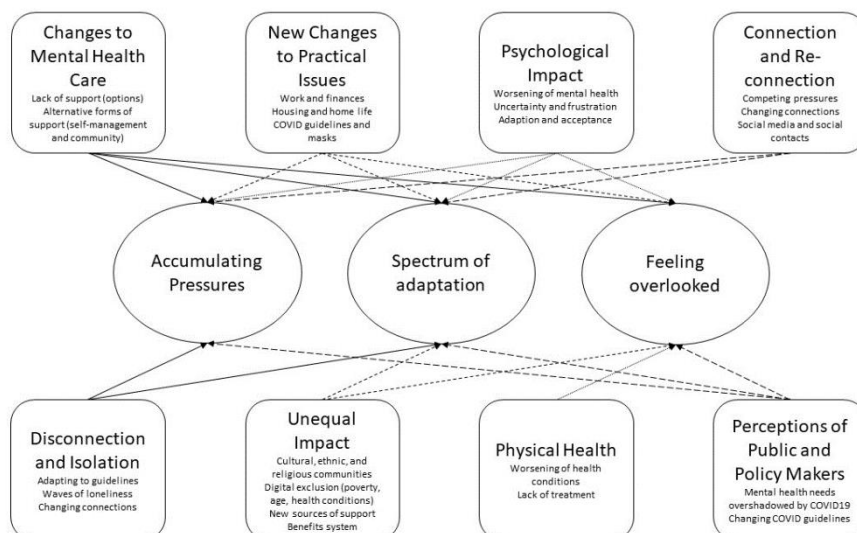 Changes to
Mental Health
Care
Lack of support (options)
Alternative forms of
support (self-management
and community)
New Changes to
Practical Issues
Work and finances
Housing and home life
COVID guidelines and
masks
Psychological
Impact
Worsening of mental health
Uncertainty and frustration
Adaption and acceptance
Connection
and Re-
connection
Competing pressures
Changing connections
Social media and social
contacts
Accumulating
Pressures
Spectrum of
adaptation
Feeling
overlooked
Disconnection
and Isolation
Adapting to guidelines
Waves of loneliness
Changing connections
Unequal
Impact
Cultural, ethnic, and
religious communities
Digital exclusion (poverty,
age, health conditions)
New sources of support
Benefits system
Physical Health
Worsening of health
conditions
Lack of treatment
Perceptions of
Public and
Policy Makers
Mental health needs
overshadowed by COVID19
Changing COVID guidelines